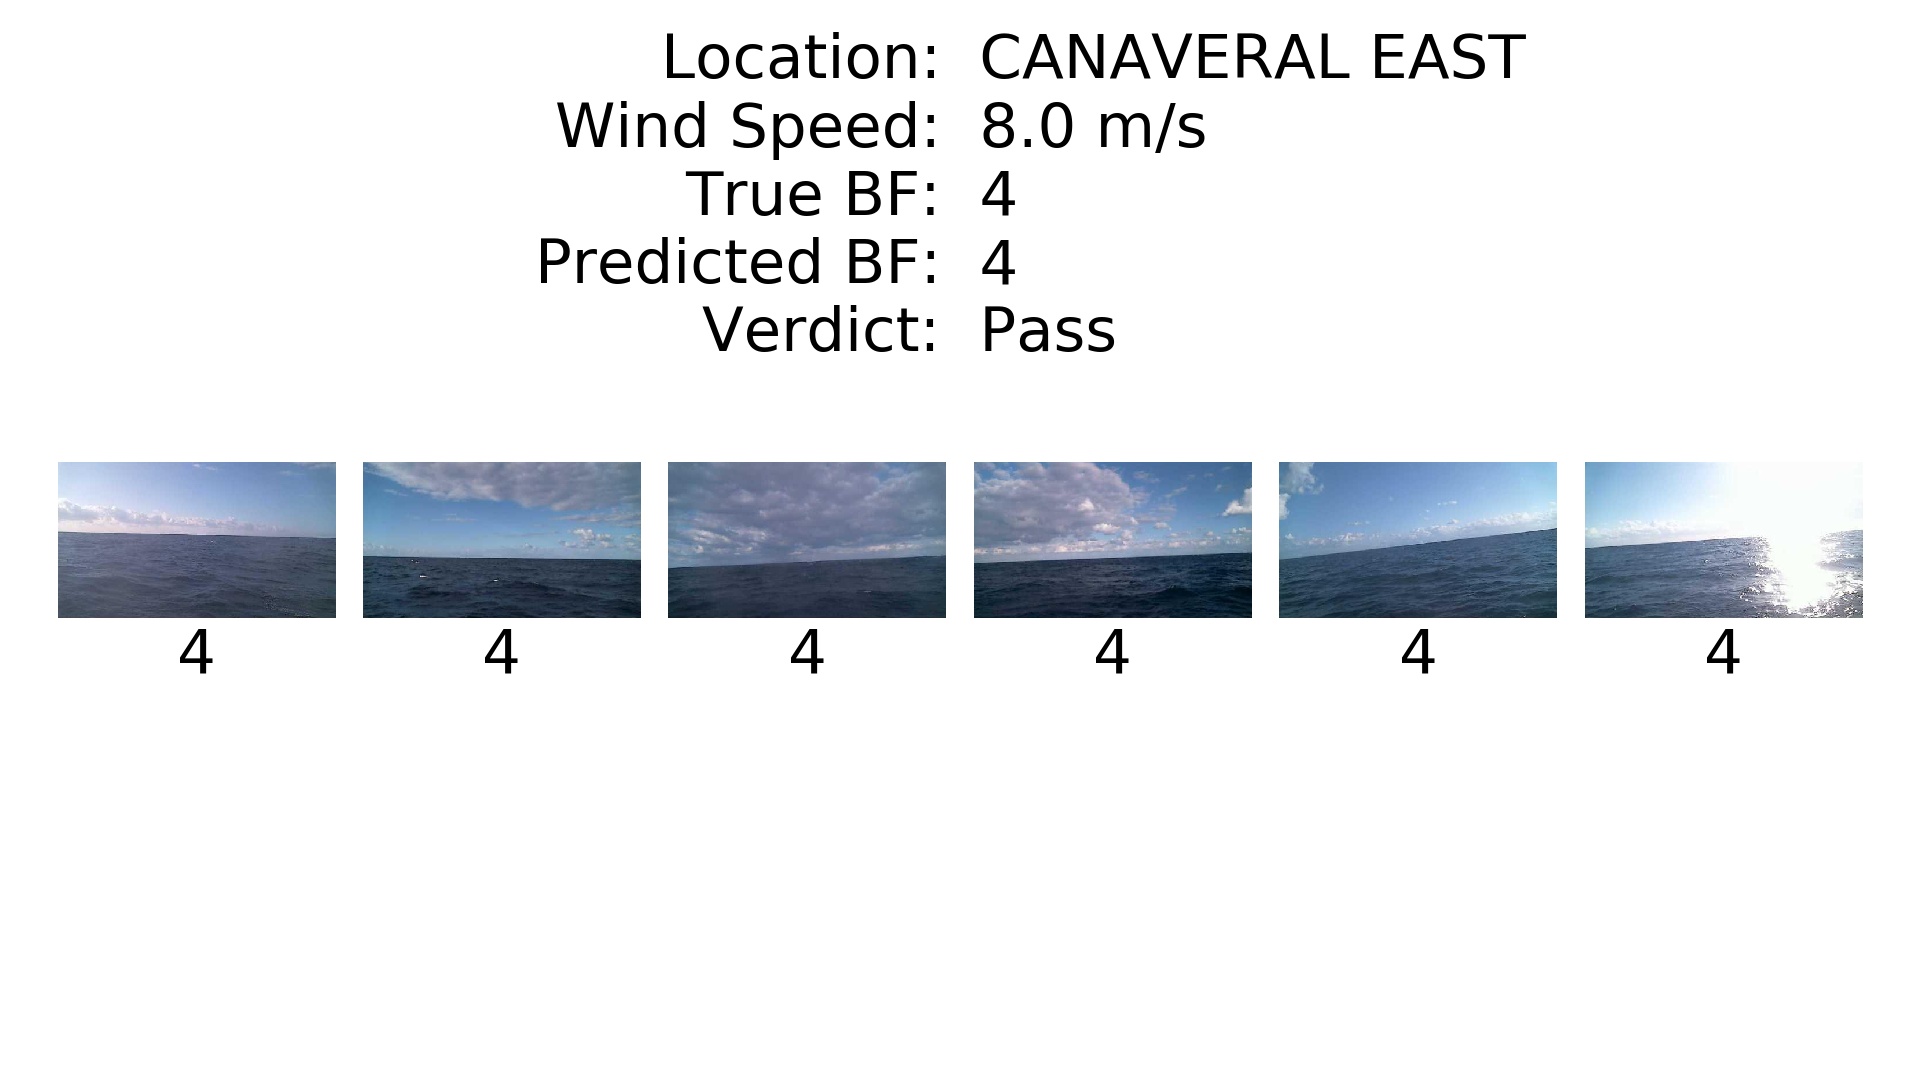 Location: CANAVERAL EAST
Wind Speed: 8.0 m/s
True BF: 4
Predicted BF: 4
Verdict: Pass
4 4 4 4 4 4